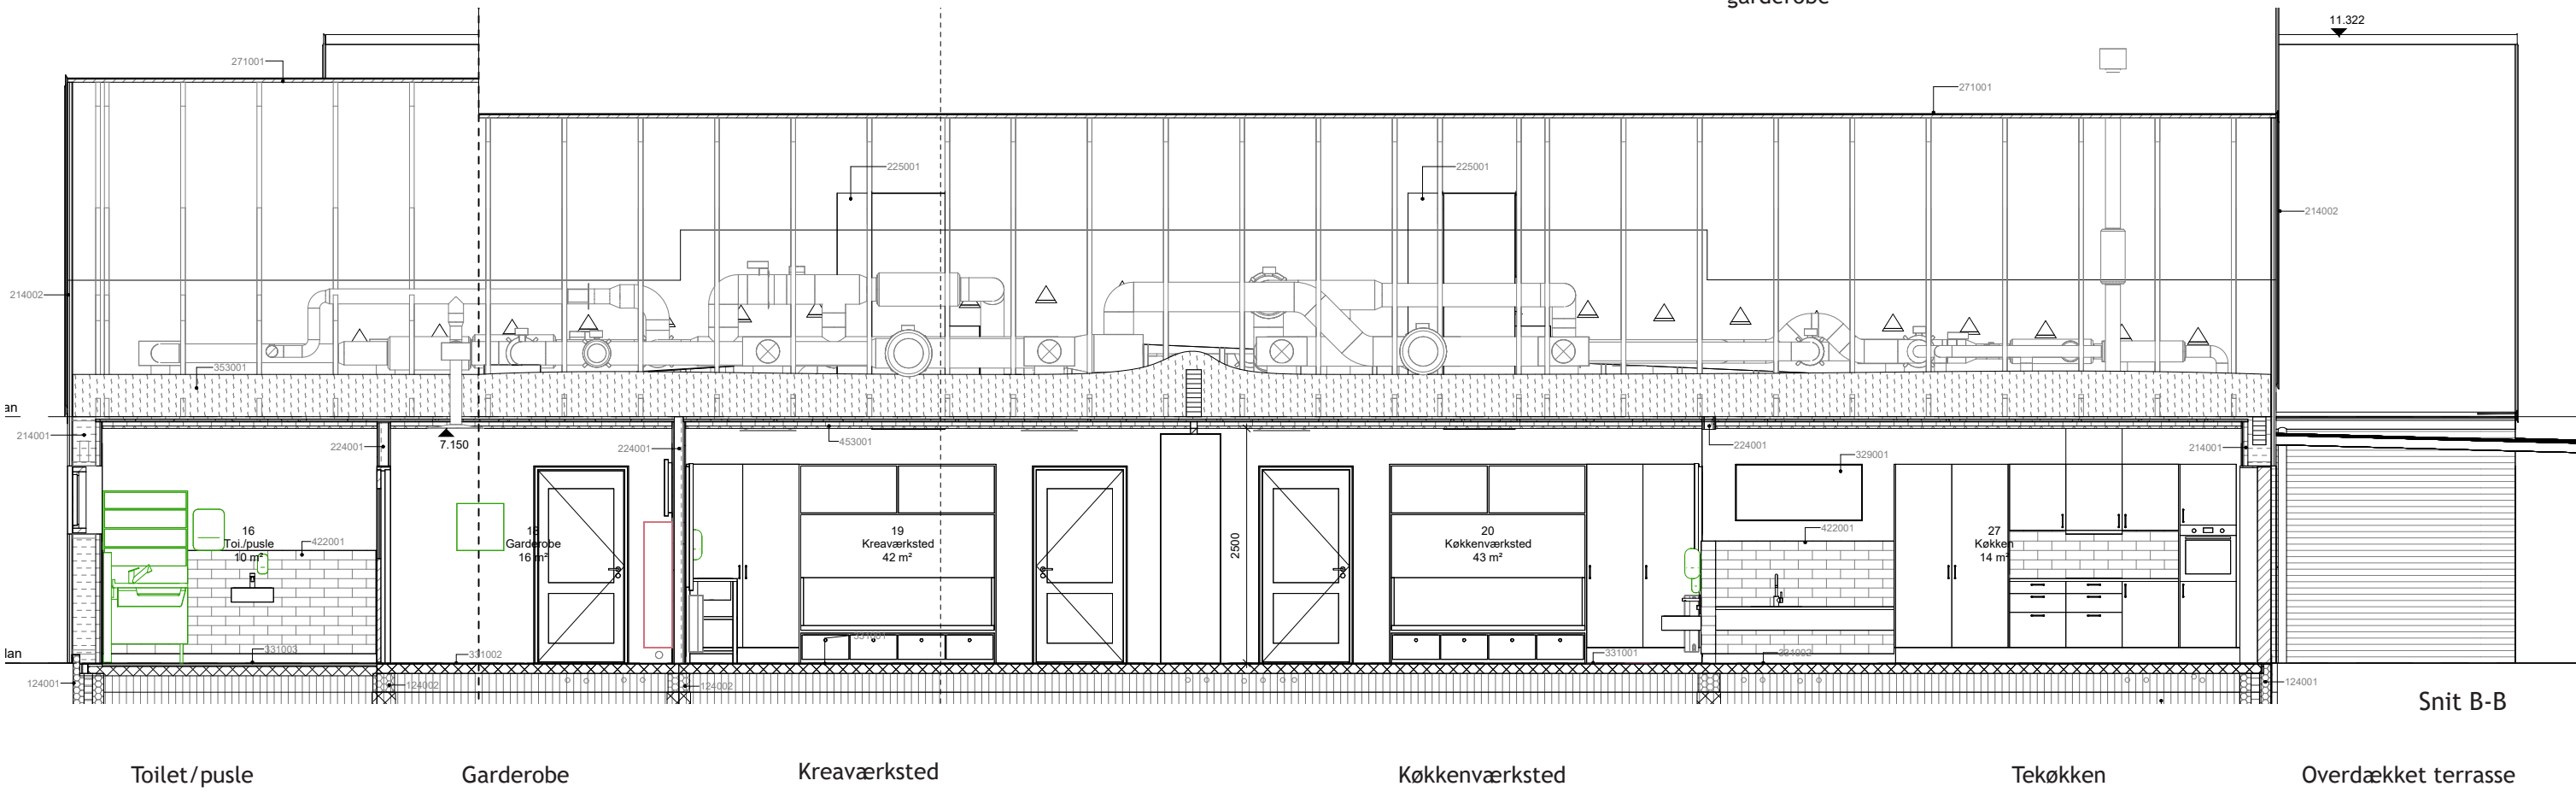 garderobe
11.322
271001
271001
225001
225001
214002
214002
353001
lan
214001
224001
7.150
224001
453001
224001
214001
329001
2500
16
Toi./pusle
10 m²
422001
Garderobe
16 m²
19
Kreaværksted
42 m²
20
Køkkenværksted
43 m²
422001
27
Køkken
14 m²
331001
lan
331003
331002
331001
331002
124001
124002
124002
124001
Snit B-B
Toilet/pusle
Garderobe
Kreaværksted
Køkkenværksted
Tekøkken
Overdækket terrasse